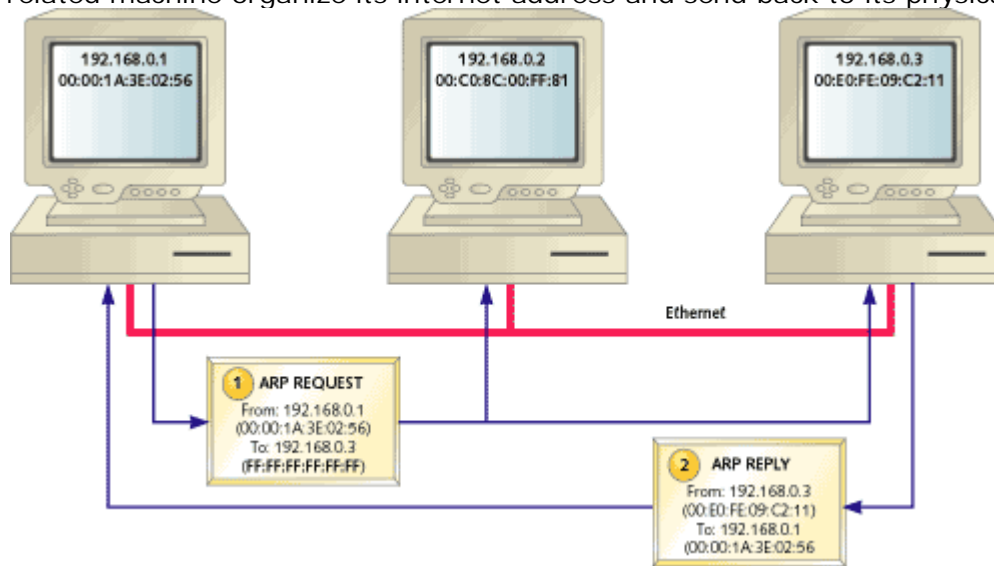 related machine organize its internet address and send back to its physica
192.168.0.1
00:00:1A:3E:02:56
192.168.0.2
00:C0:8C:00:FF:81
192.168.0.3
00:E0:FE:09:C2:11
Ethernet
1 ARP REQUEST
From: 192.168.0.1
(00:00:1A:3E:02:56)
To: 192.168.0.3
(FF:FF:FF:FF:FF:FF)
2 ARP REPLY
From: 192.168.0.3
(00:E0:FE:09:C2:11)
To: 192.168.0.1
(00:00:1A:3E:02:56